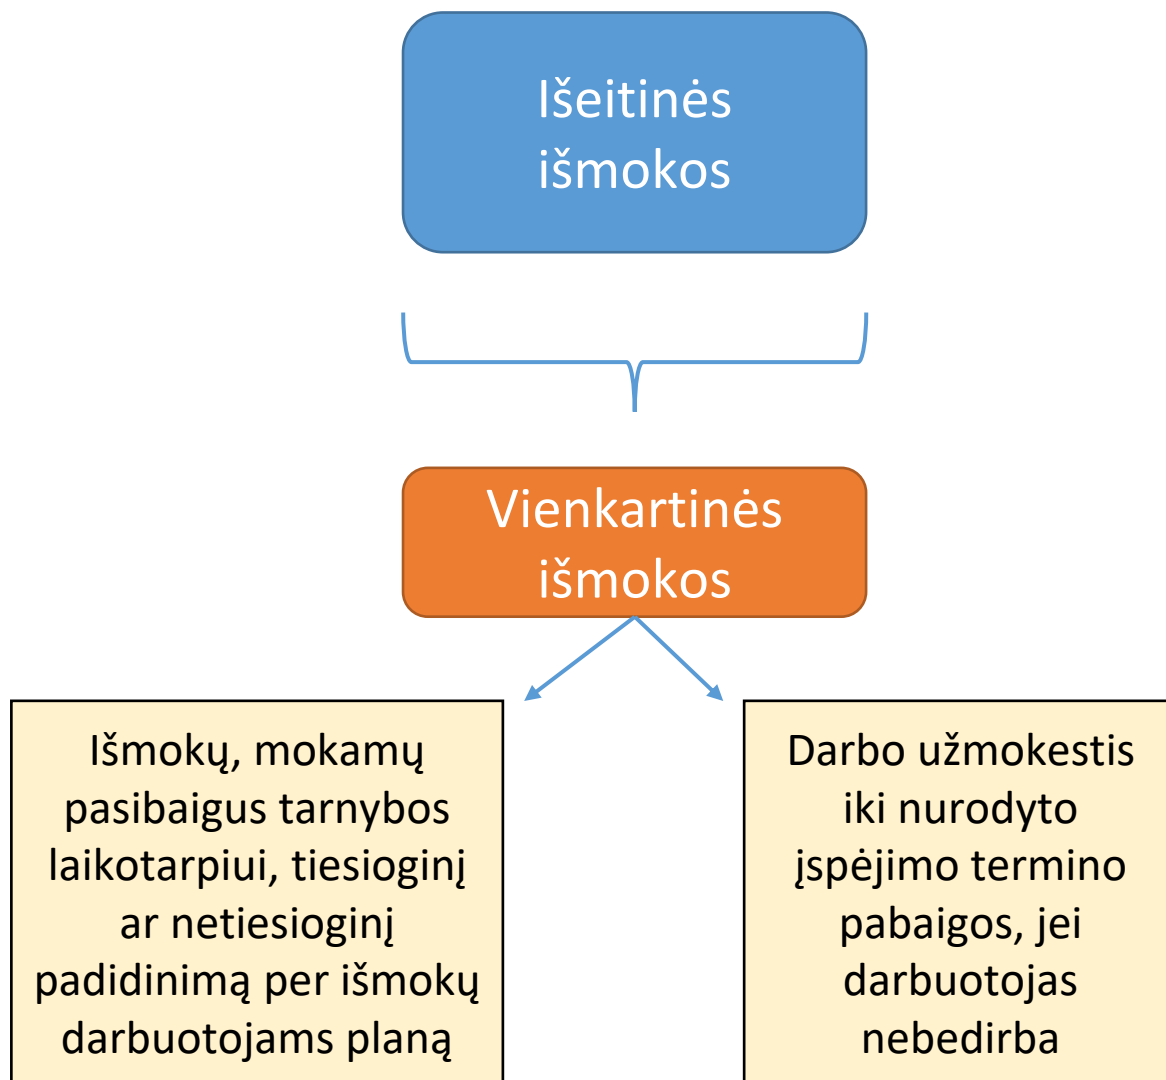 Išeitinės
išmokos
Vienkartinės
išmokos
Išmokų, mokamų
pasibaigus tarnybos
laikotarpiui, tiesioginį
ar netiesioginį
padidinimą per išmokų
darbuotojams planą
Darbo užmokestis
iki nurodyto
įspėjimo termino
pabaigos, jei
darbuotojas
nebedirba